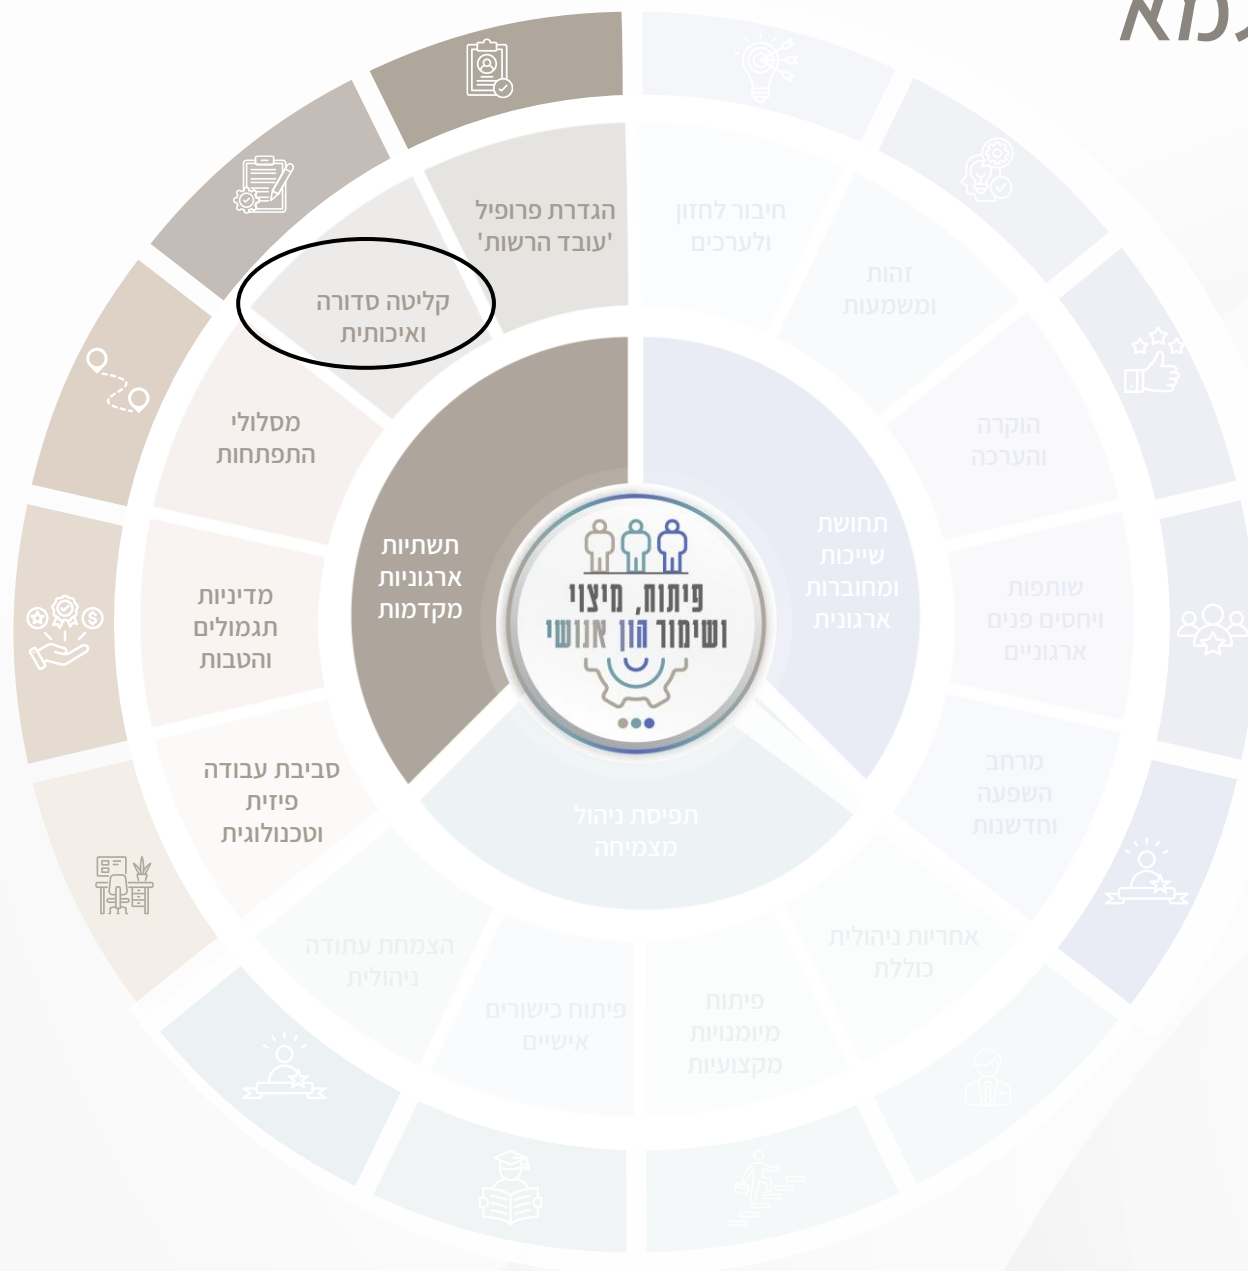 הגדרת פרופיל
'עובד הרשות'
קליטה סדורה
ואיכותית
מסלולי
התפתחות
מדיניות
תגמולים
והטבות
סביבת עבודה
פיזית
וטכנולוגית
תשתיות
ארגוניות
מקדמות
חיבור לחזון
ולערכים
זהות
ומשמעות
הוקרה
והערכה
שותפות
ויחסים פנים
ארגוניים
מרחב
השפעה
וחדשנות
תחושת
שייכות
ומחוברות
ארגונית
אחריות ניהולית
כוללת
פיתוח
מיומנויות
מקצועיות
פיתוח כישורים
אישיים
הצמחת עתודה
ניהולית
תפיסת ניהול
מצמיחה
פיתוח, מיצוי
ושימור הון אנושי